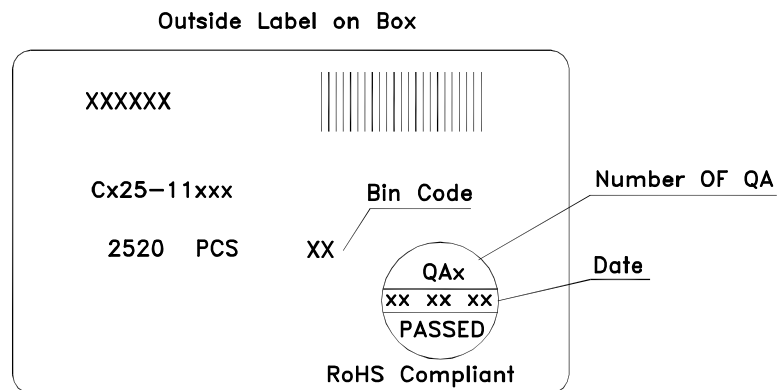 Outside Label on Box
XXXXXX
Cx25-11xxx
Bin Code
Number OF QA
2520 PCS
XX
QAx
Date
XX XX XX
PASSED
RoHS Compliant